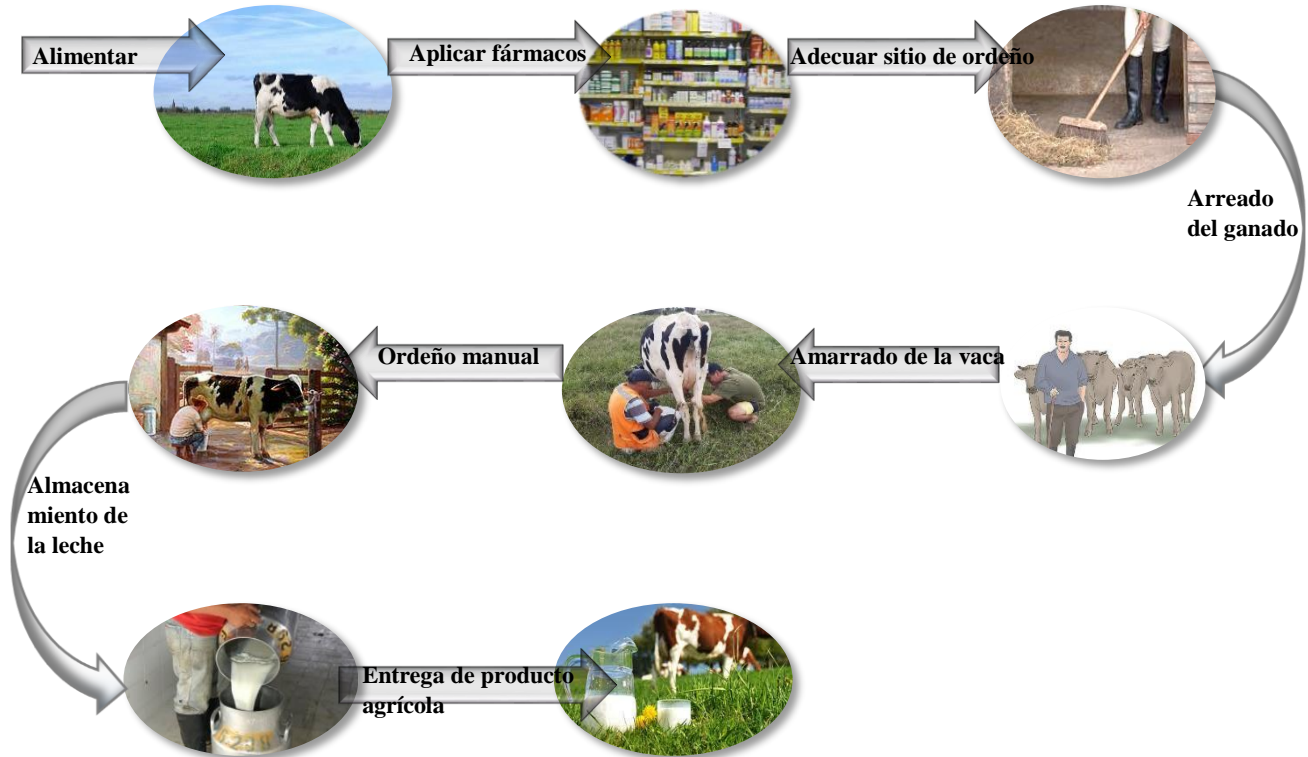 Alimentar
Aplicar fármacos
Adecuar sitio de ordeño
Arreado
del ganado
Amarrado de la vaca
Ordeño manual
Almacena
miento de
la leche
Entrega de producto
agrícola